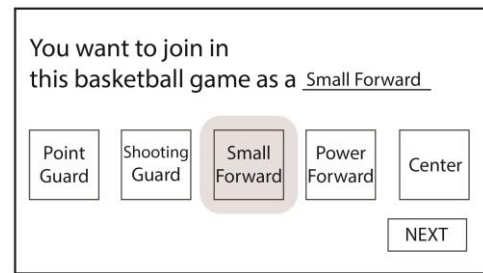 You want to join in
this basketball game as a Small Forward
Point
Guard
Shooting
Guard
Small
Forward
Power
Forward
Center
NEXT